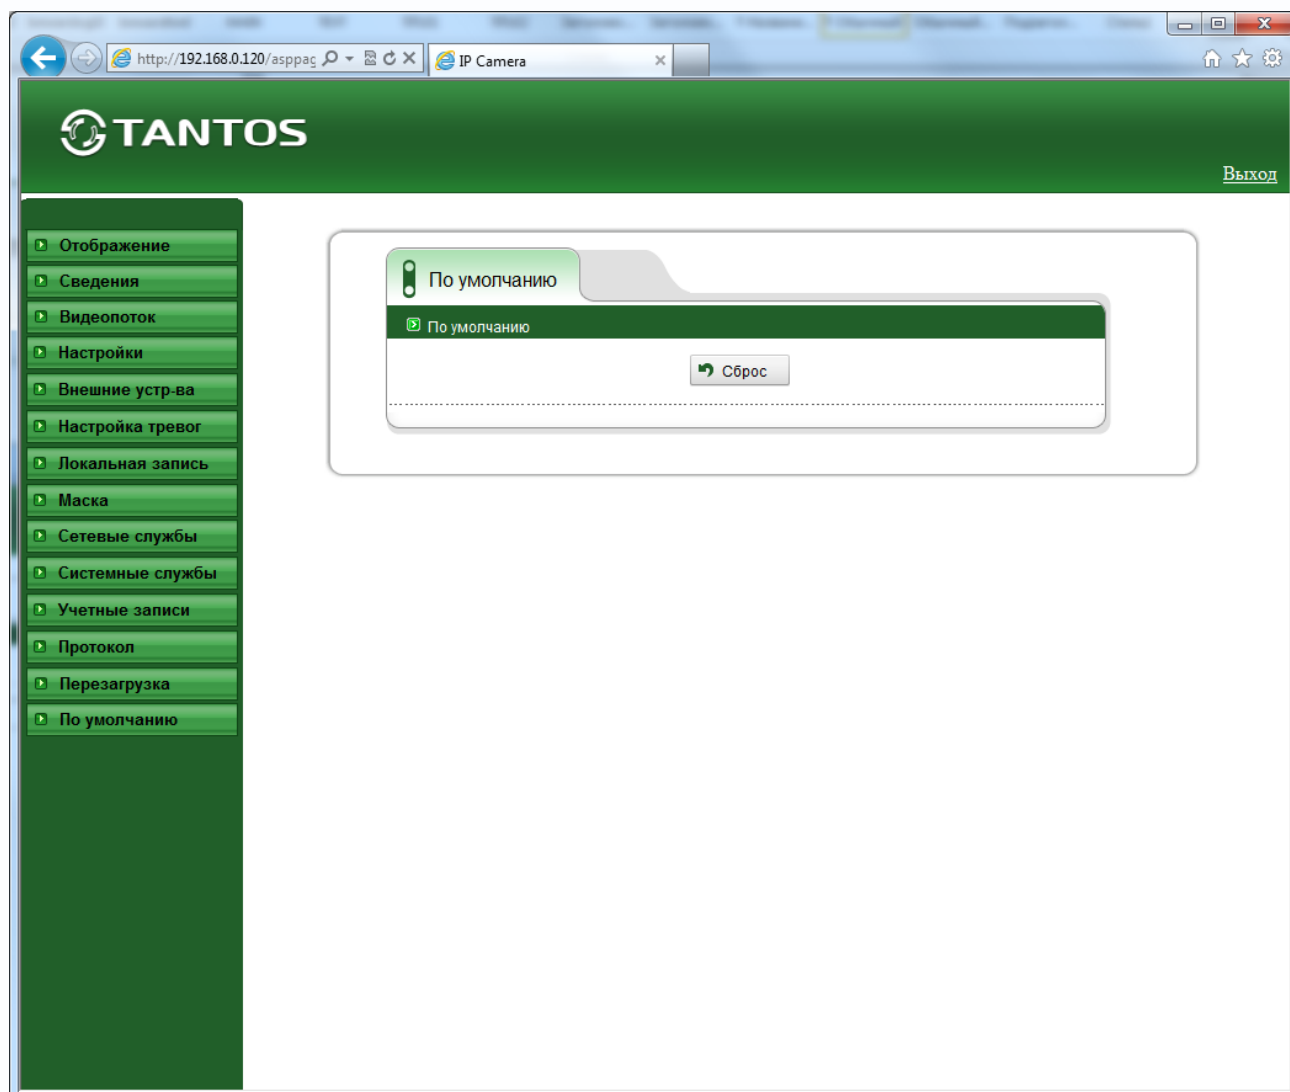 http://192.168.0.120/asppag
IP Camera
TANTOS
Выход
Отображение
Сведения
Видеопоток
Настройки
Внешние устр-ва
Настройка тревог
Локальная запись
Маска
Сетевые службы
Системные службы
Учетные записи
Протокол
Перезагрузка
По умолчанию
По умолчанию
По умолчанию
Сброс